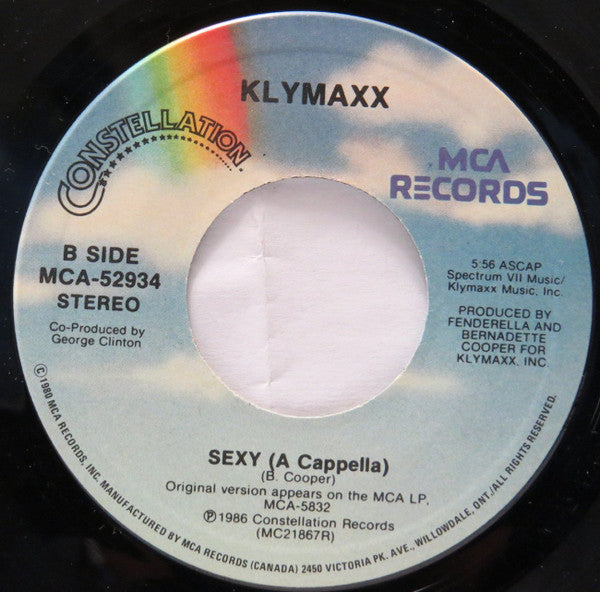 KLYMAXX
CONSTELLATION
MCA
RECORDS
B SIDE
MCA-52934
STEREO
Co-Produced by
George Clinton
5:56 ASCAP
Spectrum VII Music/
Klymaxx Music, Inc.
PRODUCED BY
FENDERELLA AND
BERNADETTE
COOPER FOR
KLYMAXX, INC.
SEXY (A Cappella)
(B. Cooper)
Original version appears on the MCA LP,
MCA-5832
Ⓟ1986 Constellation Records
(MC21867R)
©1980 MCA RECORDS, INC. MANUFACTURED BY MCA RECORDS (CANADA) 2450 VICTORIA PK. AVE., WILLOWDALE, ONT./ALL RIGHTS RESERVED.